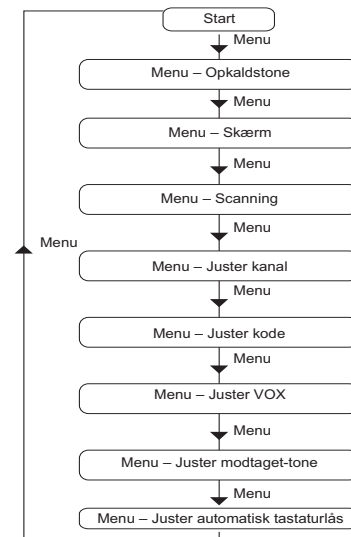 Start
Menu
Menu – Opkaldstone
Menu
Menu – Skærm
Menu
Menu – Scanning
Menu
Menu
Menu – Juster kanal
Menu
Menu – Juster kode
Menu
Menu – Juster VOX
Menu
Menu – Juster modtaget-tone
Menu
Menu – Juster automatisk tastaturlås